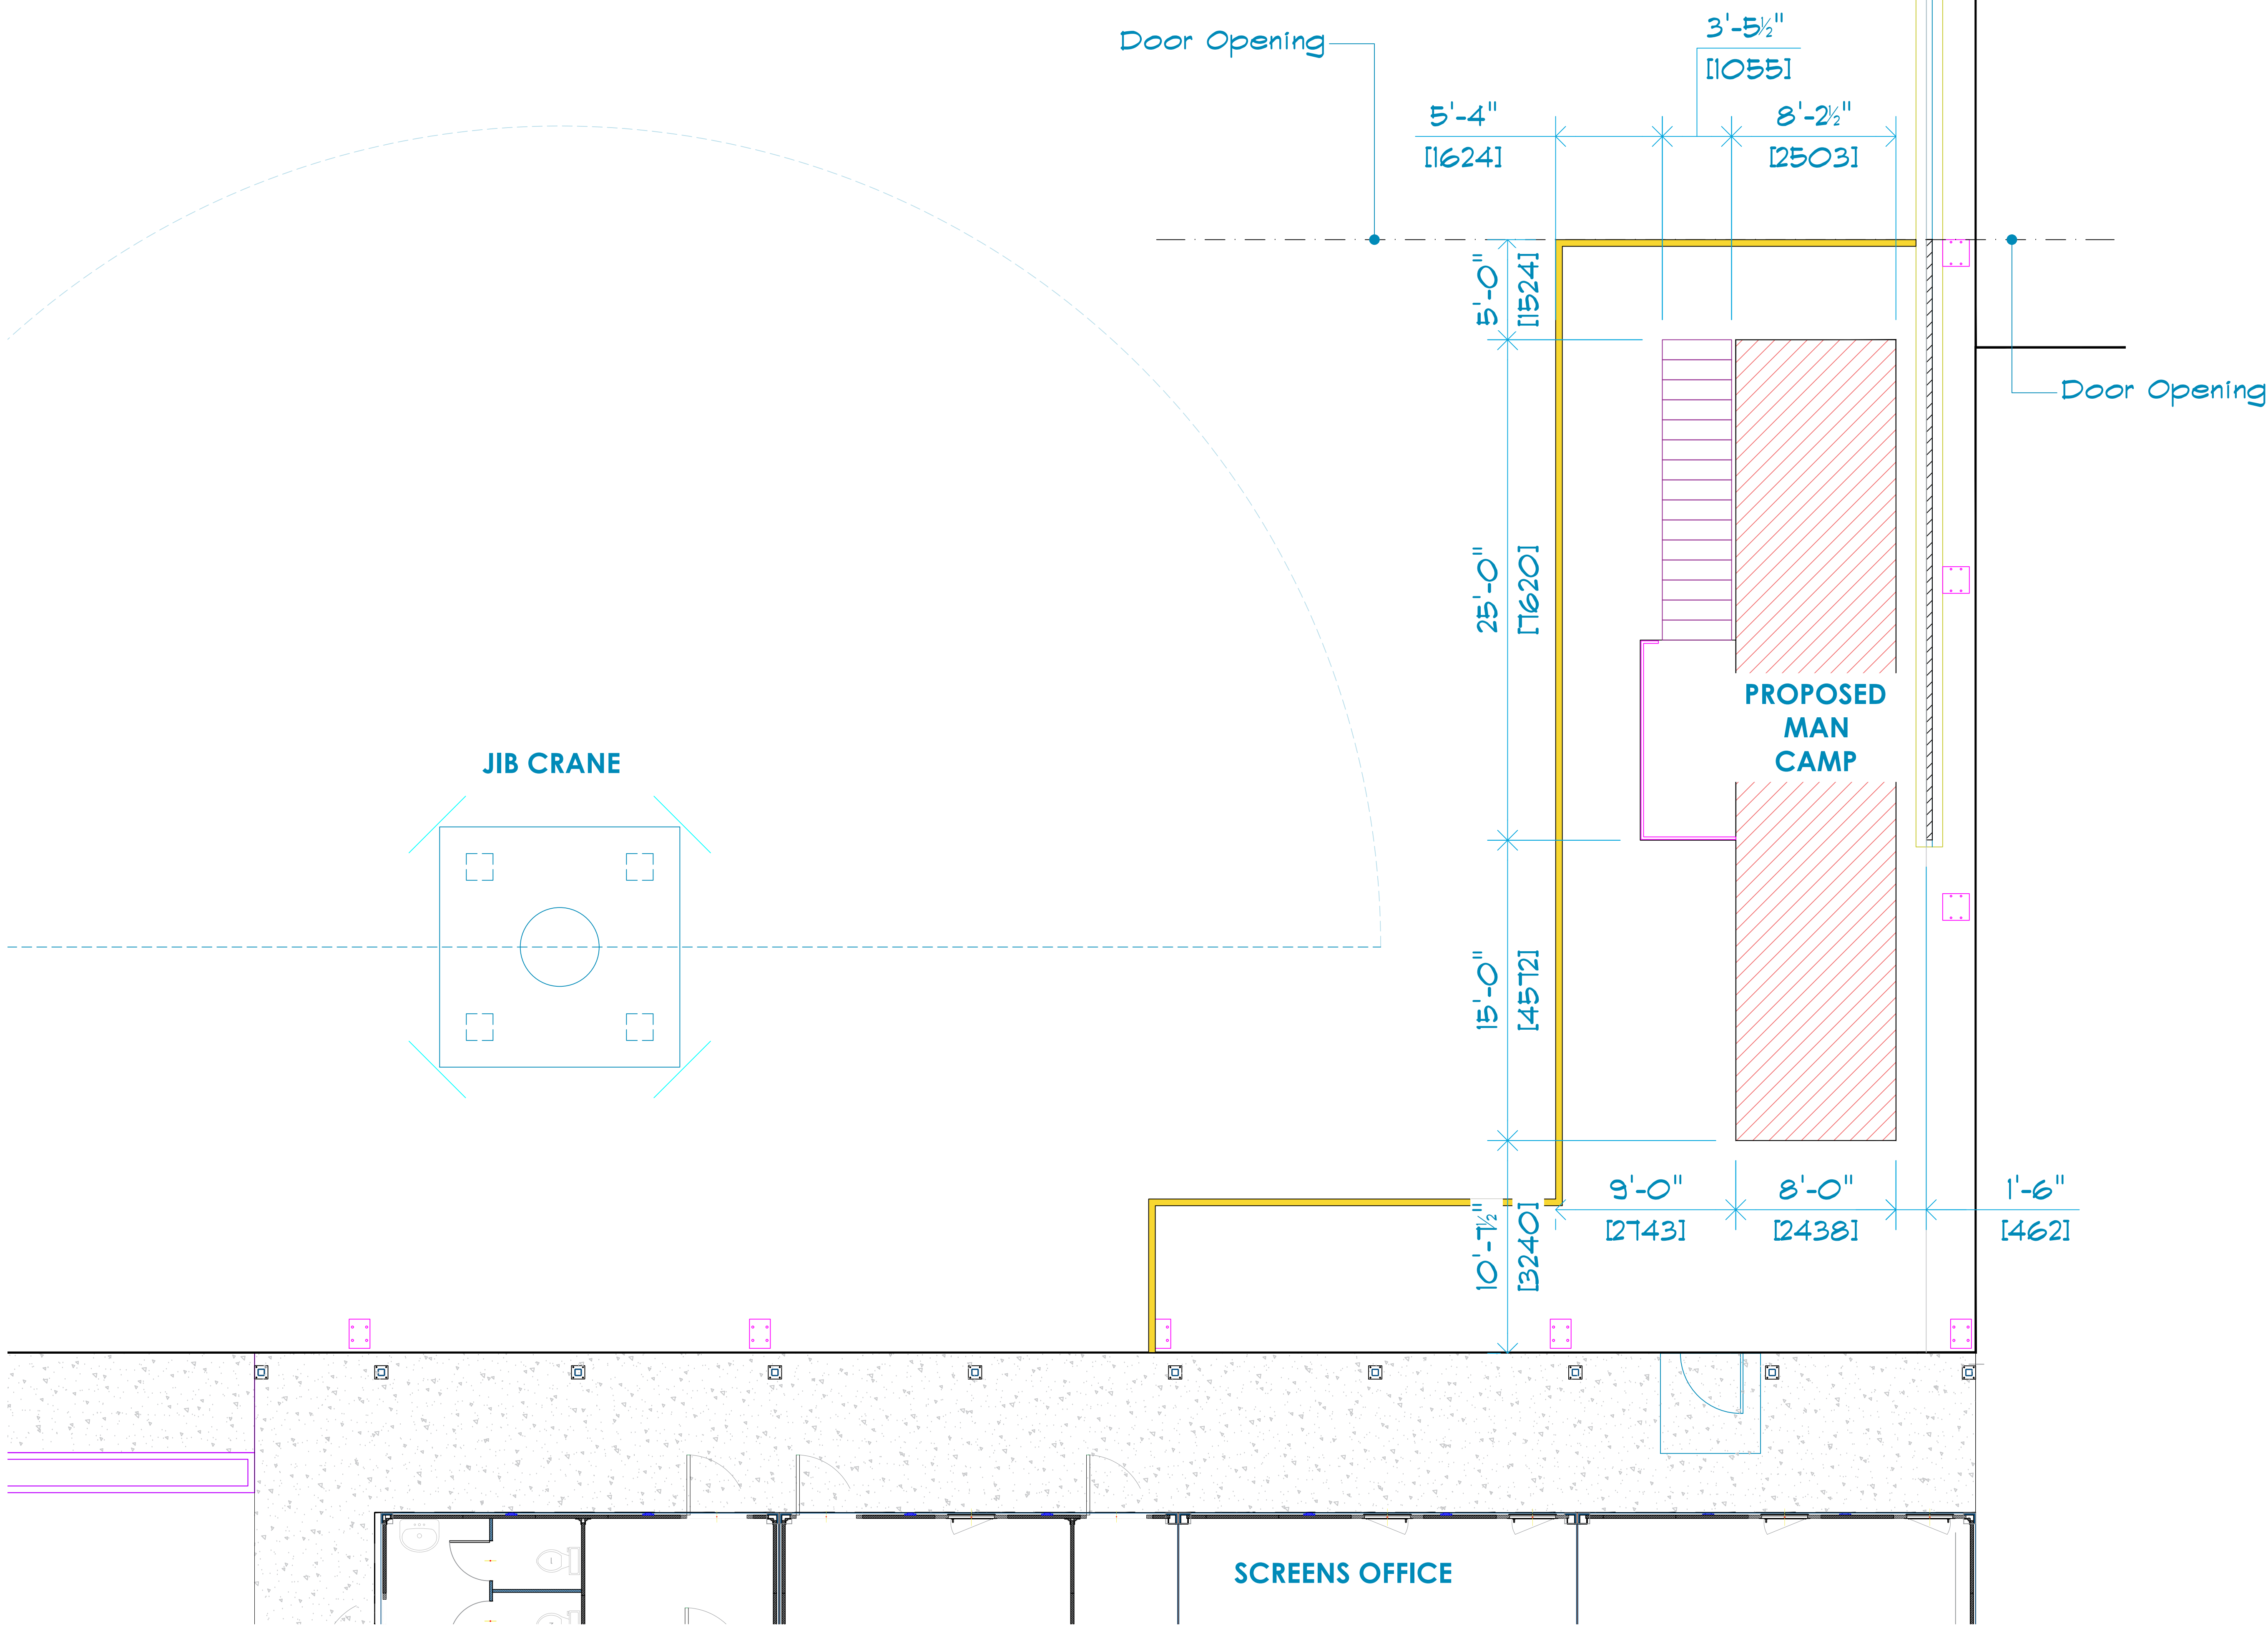 Door Opening
3'-5½"
[1055]
5'-4"
[1624]
8'-2½"
[2503]
5'-0"
[1524]
Door Opening
25'-0"
[7620]
PROPOSED
MAN
CAMP
JIB CRANE
15'-0"
[4572]
9'-0"
[2743]
8'-0"
[2438]
1'-6"
[462]
10'-7½"
[3240]
SCREENS OFFICE